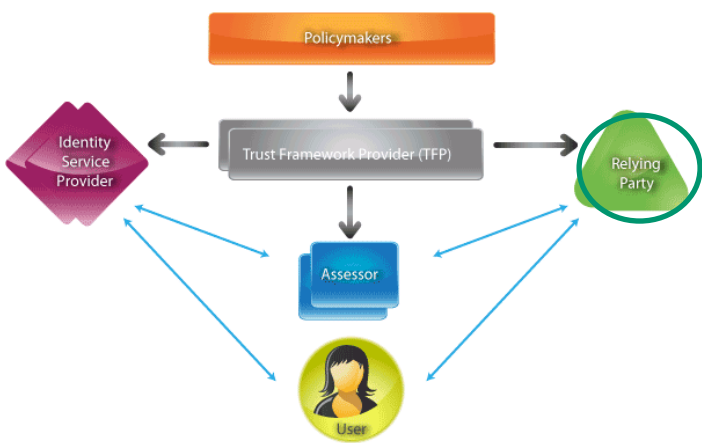 Policymakers
Identity
Service
Provider
Trust Framework Provider (TFP)
Relying
Party
Assessor
User